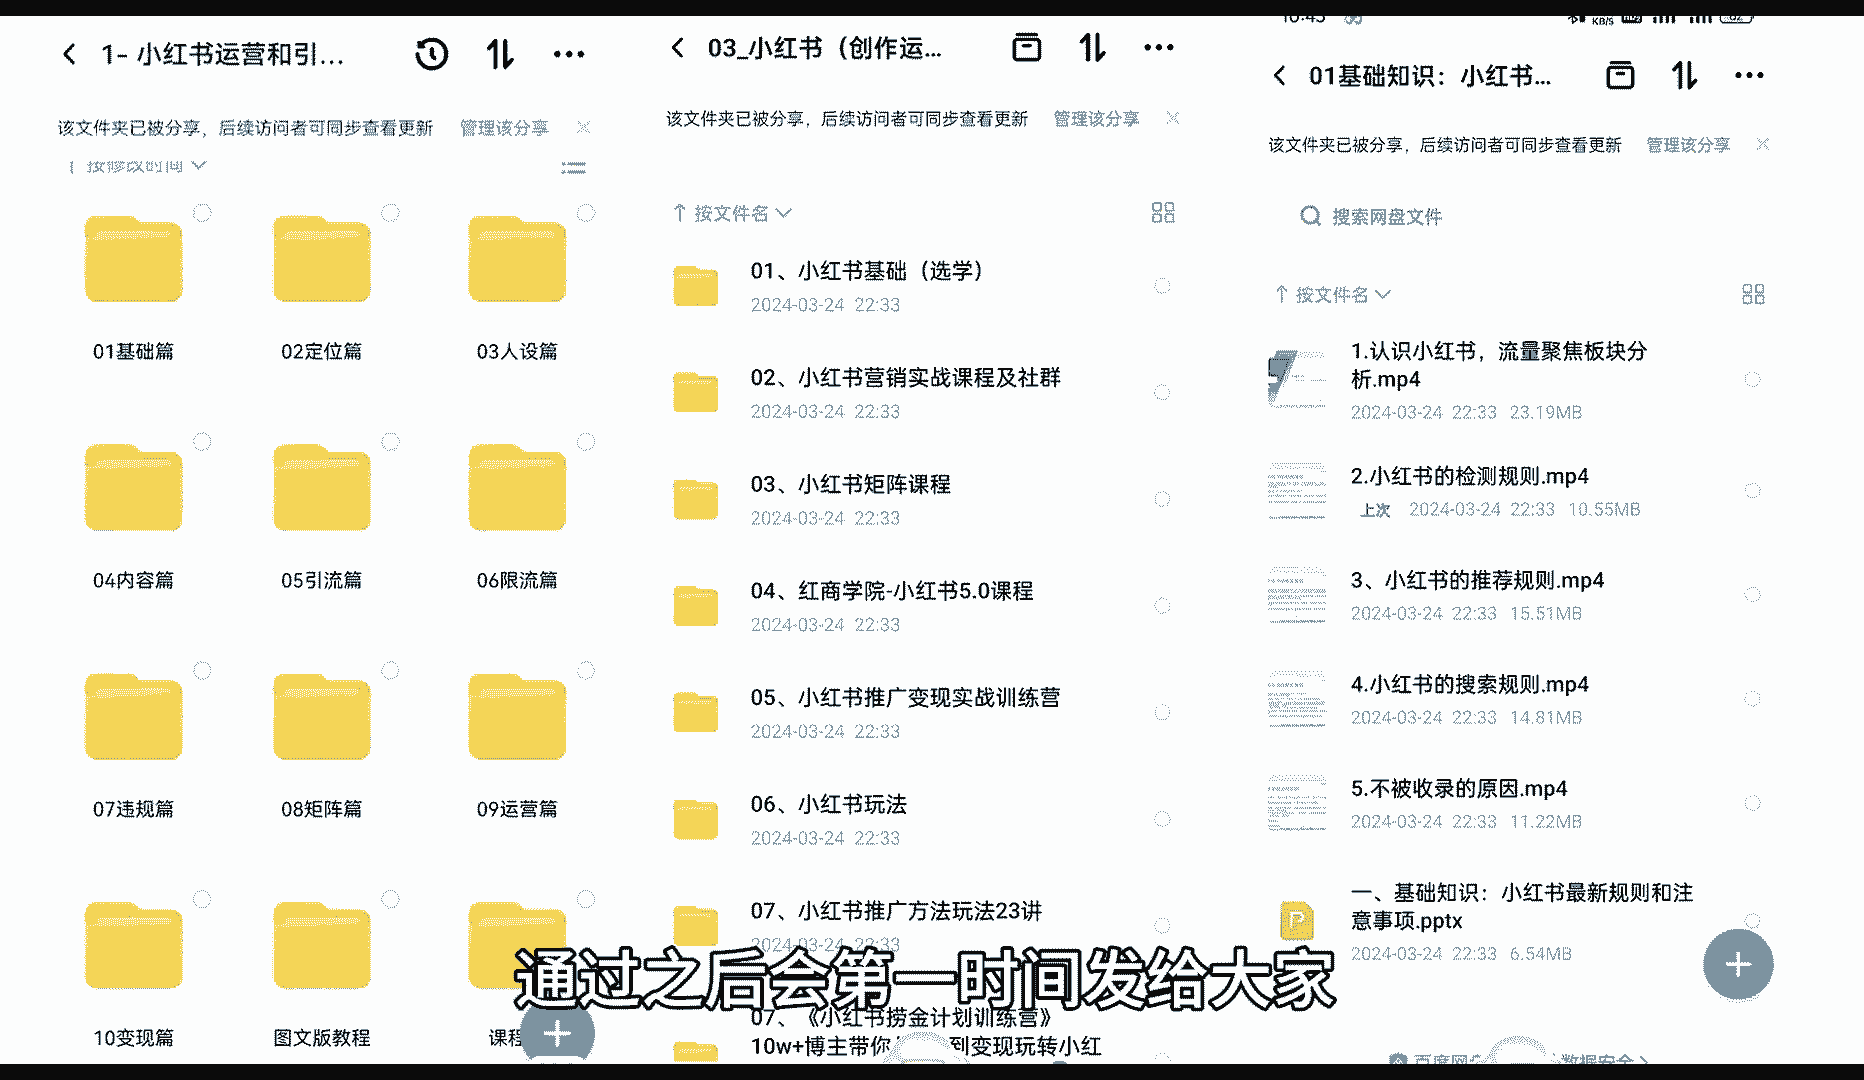 1- 小红书运营和引...
该文件夹已被分享，后续访问者可同步查看更新 管理该分享
按修改时间
01基础篇
02定位篇
03人设篇
04内容篇
05引流篇
06限流篇
07违规篇
08矩阵篇
09运营篇
10变现篇
图文版教程
课程
03_小红书（创作运...
该文件夹已被分享，后续访问者可同步查看更新 管理该分享
按文件名
01、小红书基础（选学）
2024-03-24 22:33
02、小红书营销实战课程及社群
2024-03-24 22:33
03、小红书矩阵课程
2024-03-24 22:33
04、红商学院-小红书5.0课程
2024-03-24 22:33
05、小红书推广变现实战训练营
2024-03-24 22:33
06、小红书玩法
2024-03-24 22:33
07、小红书推广方法玩法23讲
2024-03-24 22:33
07、《小红书捞金计划训练营》
10w+博主带你 到变现玩转小红
01基础知识：小红书...
该文件夹已被分享，后续访问者可同步查看更新 管理该分享
搜索网盘文件
按文件名
1.认识小红书，流量聚焦板块分
析.mp4
2024-03-24 22:33 23.19MB
2.小红书的检测规则.mp4
上次 2024-03-24 22:33 10.55MB
3、小红书的推荐规则.mp4
2024-03-24 22:33 15.51MB
4.小红书的搜索规则.mp4
2024-03-24 22:33 14.81MB
5.不被收录的原因.mp4
2024-03-24 22:33 11.22MB
一、基础知识：小红书最新规则和注
意事项.pptx
2024-03-24 22:33 6.54MB
通过之后会第一时间发给大家